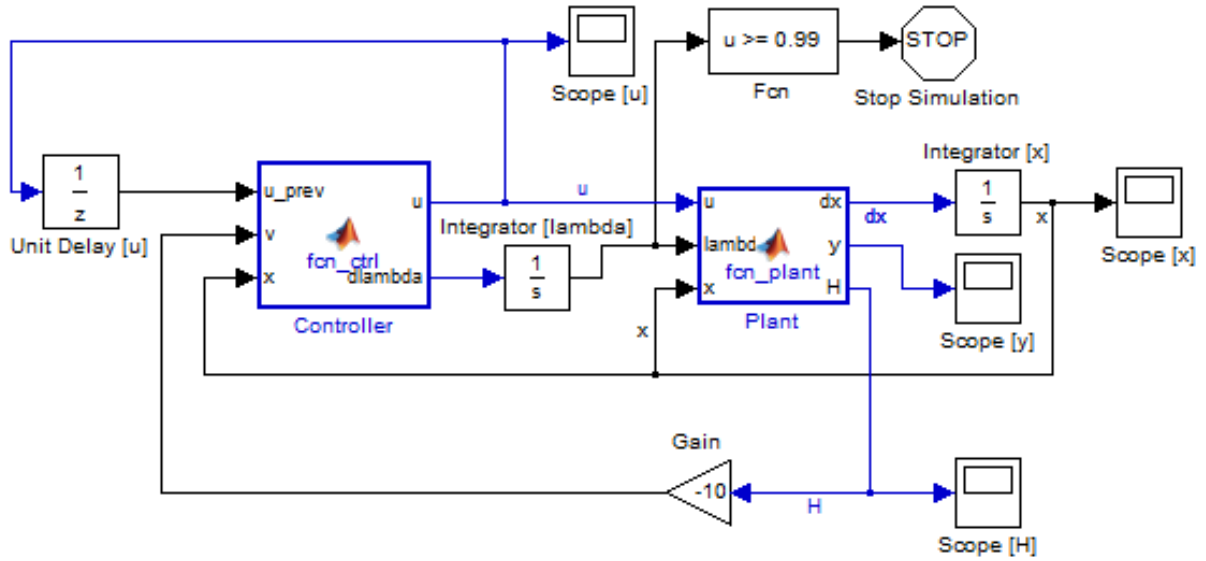 Scope [u]
u >= 0.99
Fcn
STOP
Stop Simulation
1
z
Unit Delay [u]
u_prev
v
x
u
dlambda
fcn_ctrl
Controller
u
Integrator [lambda]
1
s
u
lambd
x
dx
y
H
fcn_plant
Plant
dx
Integrator [x]
1
s
x
Scope [x]
Scope [y]
x
Gain
-10
H
Scope [H]